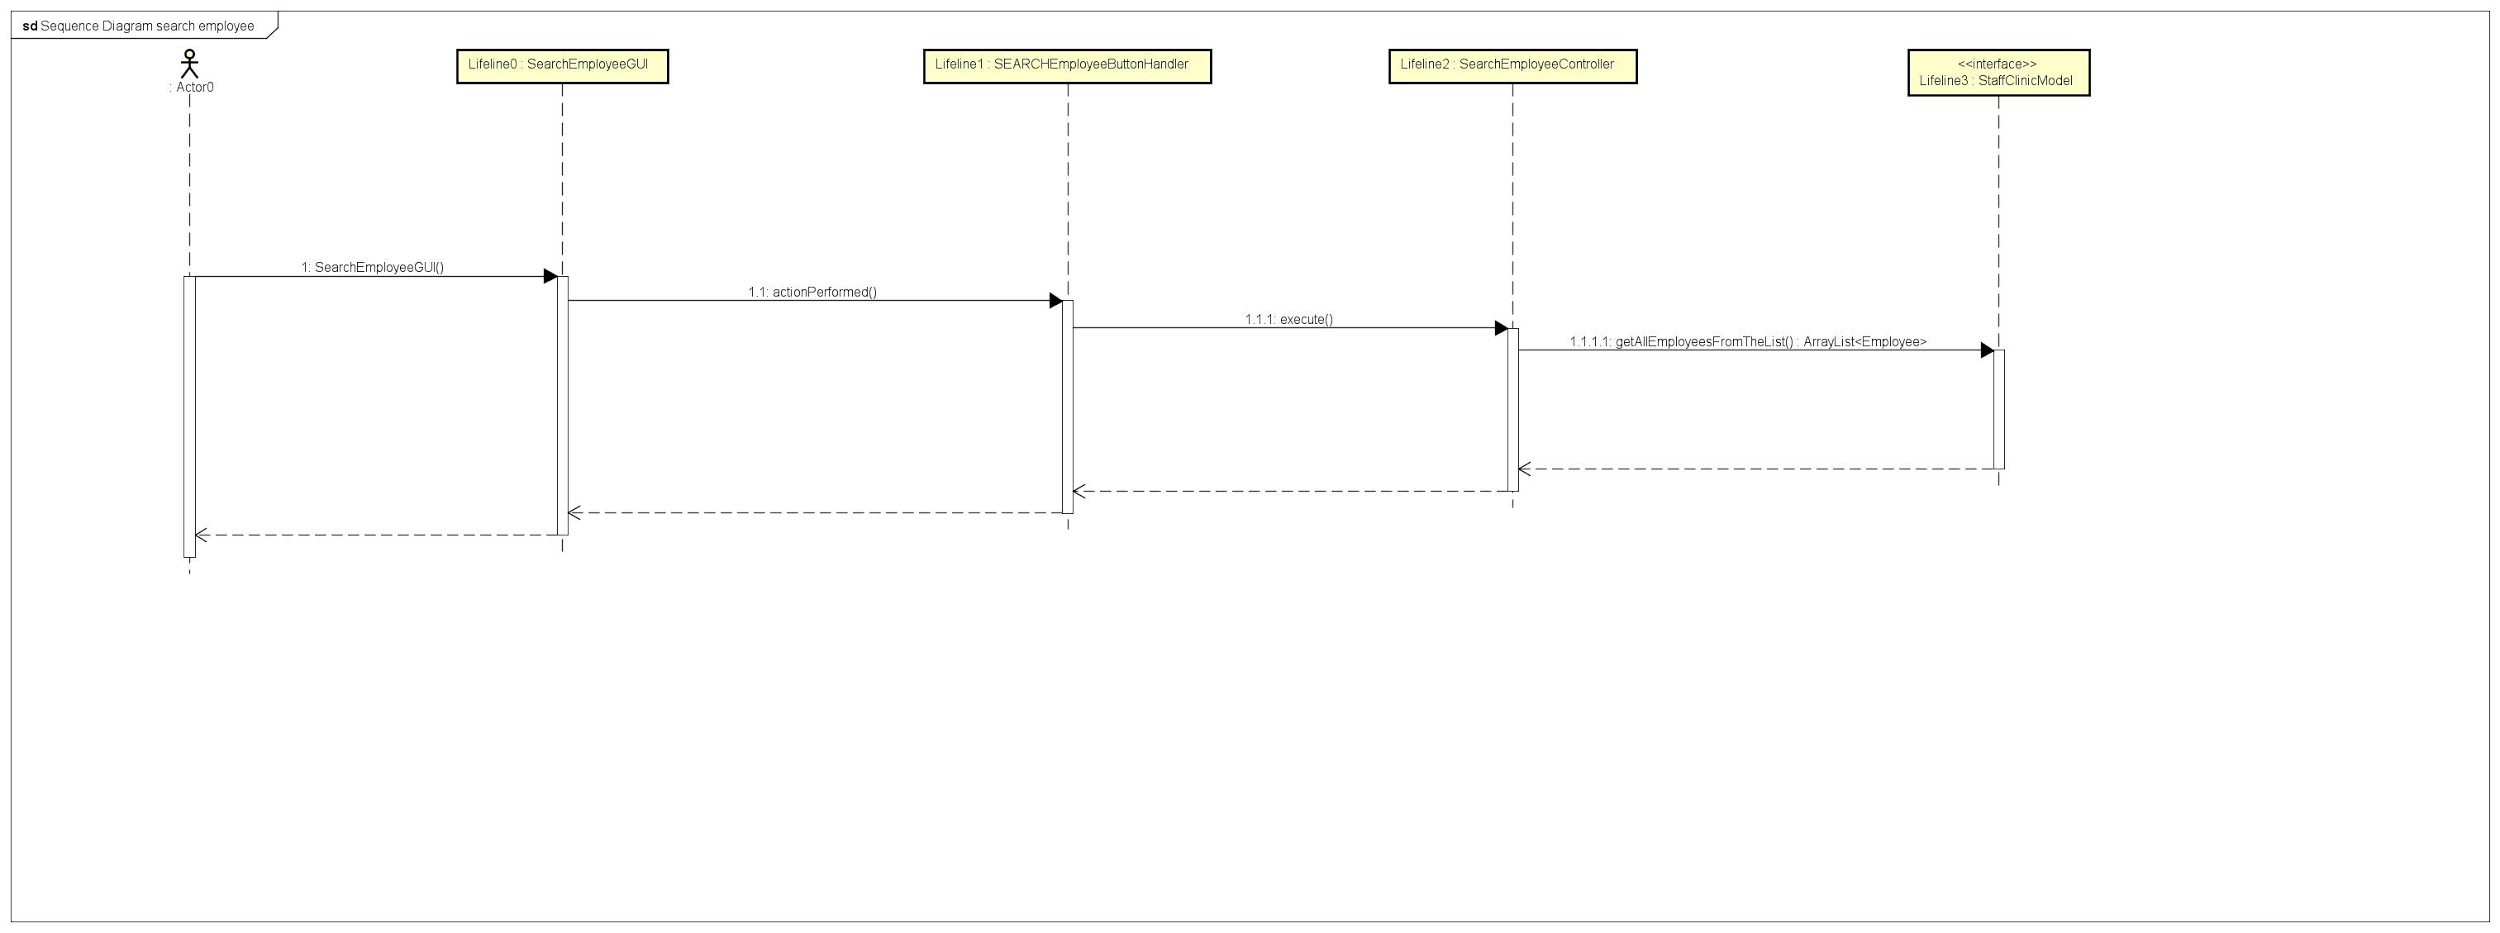 sd Sequence Diagram search employee
: Actor0
Lifeline0 : SearchEmployeeGUI
Lifeline1 : SEARCHEmployeeButtonHandler
Lifeline2 : SearchEmployeeController
<<interface>>
Lifeline3 : StaffClinicModel
1: SearchEmployeeGUI()
1.1: actionPerformed()
1.1.1: execute()
1.1.1.1: getAllEmployeesFromTheList() : ArrayList<Employee>